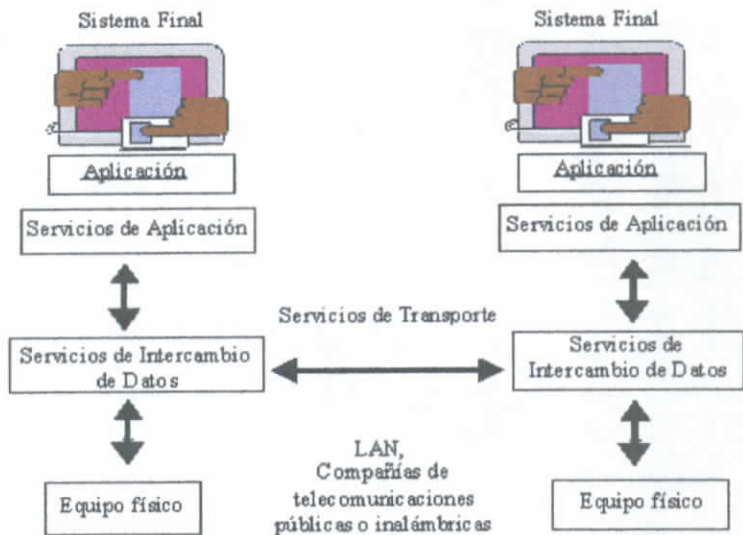 Sistema Final
Sistema Final
Aplicación
Aplicación
Servicios de Aplicación
Servicios de Aplicación
Servicios de Transporte
Servicios de Intercambio
de Datos
Servicios de
Intercambio de Datos
LAN,
Compañías de
telecomunicaciones
públicas o inalámbricas
Equipo físico
Equipo físico